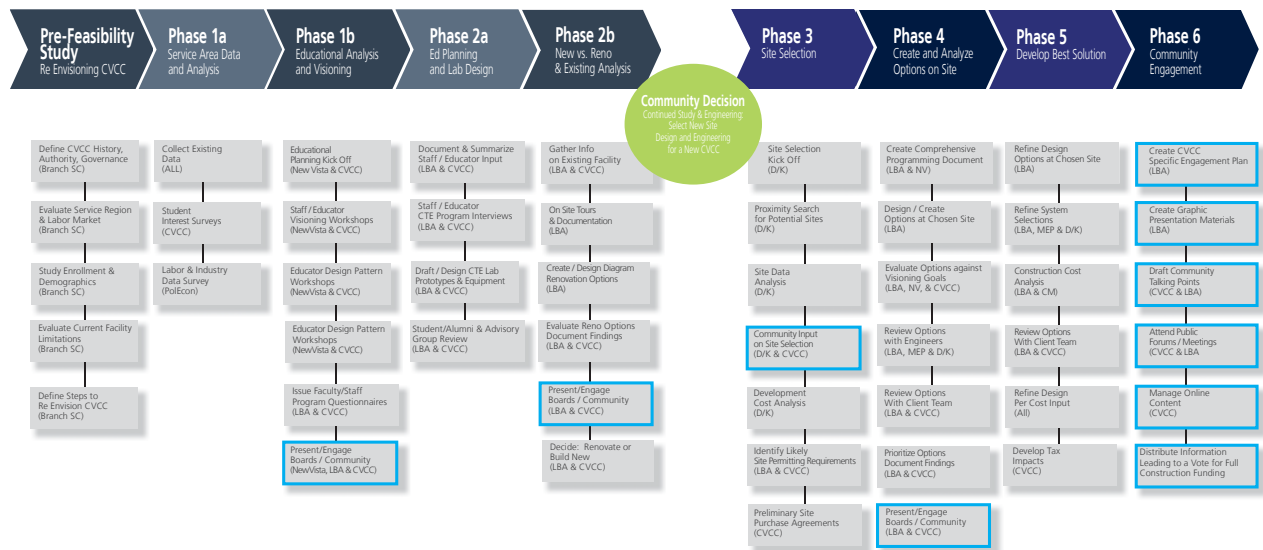 Pre-Feasibility
Study
Re Envisioning CVCC
Phase 1a
Service Area Data
and Analysis
Phase 1b
Educational Analysis
and Visioning
Phase 2a
Ed Planning
and Lab Design
Phase 2b
New vs. Reno
& Existing Analysis
Community Decision
Continued Study & Engineering:
Select New Site
Design and Engineering
for a New CVCC
Phase 3
Site Selection
Phase 4
Create and Analyze
Options on Site
Phase 5
Develop Best Solution
Phase 6
Community
Engagement
Define CVCC History,
Authority, Governance
(Branch SC)
Evaluate Service Region
& Labor Market
(Branch SC)
Study Enrollment &
Demographics
(Branch SC)
Evaluate Current Facility
Limitations
(Branch SC)
Define Steps to
Re Envision CVCC
(Branch SC)
Collect Existing
Data
(ALL)
Student
Interest Surveys
(CVCC)
Labor & Industry
Data Survey
(PolEcon)
Educational
Planning Kick Off
(New Vista & CVCC)
Staff / Educator
Visioning Workshops
(NewVista & CVCC)
Educator Design Pattern
Workshops
(NewVista & CVCC)
Educator Design Pattern
Workshops
(NewVista & CVCC)
Issue Faculty/Staff
Program Questionnaires
(LBA & CVCC)
Present/Engage
Boards / Community
(NewVista, LBA & CVCC)
Document & Summarize
Staff / Educator Input
(LBA & CVCC)
Staff / Educator
CTE Program Interviews
(LBA & CVCC)
Draft / Design CTE Lab
Prototypes & Equipment
(LBA & CVCC)
Student/Alumni & Advisory
Group Review
(LBA & CVCC)
Gather Info
on Existing Facility
(LBA & CVCC)
On Site Tours
& Documentation
(LBA)
Create / Design Diagram
Renovation Options
(LBA)
Evaluate Reno Options
Document Findings
(LBA & CVCC)
Present/Engage
Boards / Community
(LBA & CVCC)
Decide: Renovate or
Build New
(LBA & CVCC)
Site Selection
Kick Off
(D/K)
Proximity Search
for Potential Sites
(D/K)
Site Data
Analysis
(D/K)
Community Input
on Site Selection
(D/K & CVCC)
Development
Cost Analysis
(D/K)
Identify Likely
Site Permitting Requirements
(LBA & CVCC)
Preliminary Site
Purchase Agreements
(CVCC)
Create Comprehensive
Programming Document
(LBA & NV)
Design / Create
Options at Chosen Site
(LBA)
Evaluate Options against
Visioning Goals
(LBA, NV, & CVCC)
Review Options
with Engineers
(LBA, MEP & D/K)
Review Options
With Client Team
(LBA & CVCC)
Prioritize Options
Document Findings
(LBA & CVCC)
Present/Engage
Boards / Community
(LBA & CVCC)
Refine Design
Options at Chosen Site
(LBA)
Refine System
Selections
(LBA, MEP & D/K)
Construction Cost
Analysis
(LBA & CM)
Review Options
With Client Team
(LBA & CVCC)
Refine Design
Per Cost Input
(All)
Develop Tax
Impacts
(CVCC)
Create CVCC
Specific Engagement Plan
(LBA)
Create Graphic
Presentation Materials
(LBA)
Draft Community
Talking Points
(CVCC & LBA)
Attend Public
Forums / Meetings
(CVCC & LBA
Manage Online
Content
(CVCC)
Distribute Information
Leading to a Vote for Full
Construction Funding